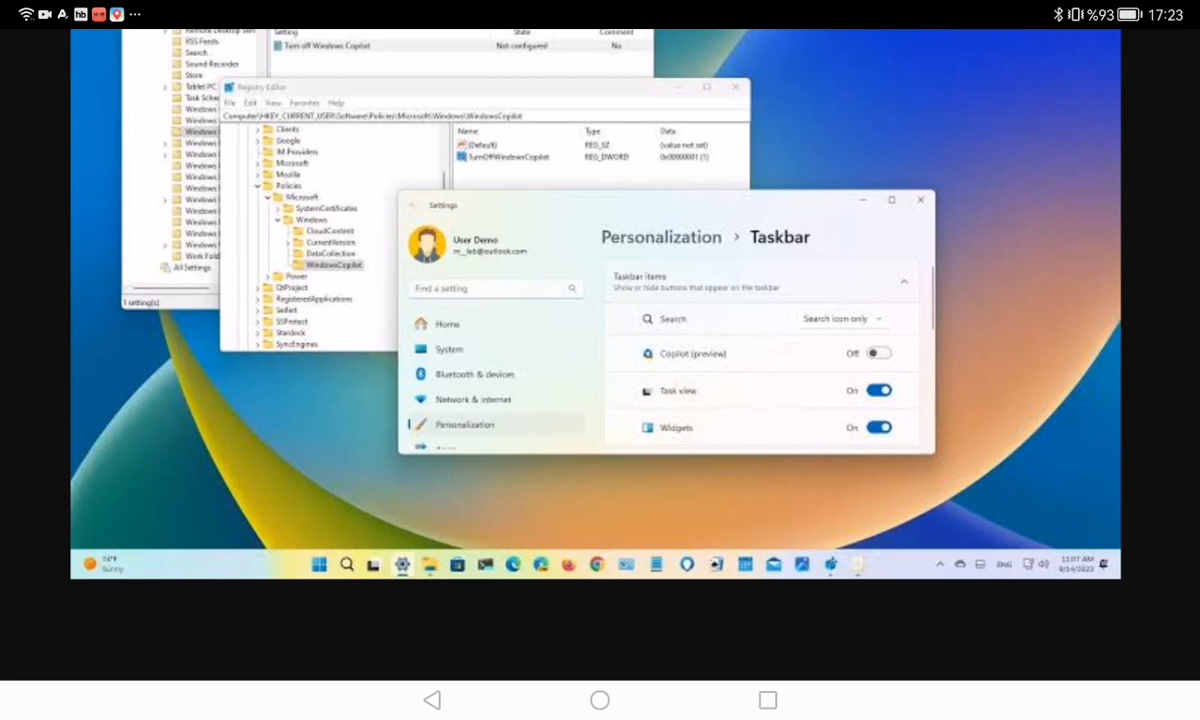 hb
%93
17:23
Remote Desktop Serv
RSS Feeds
Search
Sound Recorder
Store
Tablet PC
Task Sche
Windows
Windows
Windows
Windows
Windows
Windows
Windows
Windows
Windows
Windows
Windows
Windows
Windows
Work Fold
All Settings
1 setting(s)
Setting
State
Comment
Turn off Windows Copilot
Not configured
No
Registry Editor
File Edit View Favorites Help
Computer\HKEY_CURRENT_USER\Software\Policies\Microsoft\Windows\WindowsCopilot
Clients
Google
IM Providers
Microsoft
Mozilla
Policies
Microsoft
SystemCertificates
Windows
CloudContent
CurrentVersion
DataCollection
WindowsCopilot
Power
QtProject
RegisteredApplications
Seifert
SSProtect
Stardock
SyncEngines
Name Type Data
(Default) REG_SZ (value not set)
TurnOffWindowsCopilot REG_DWORD 0x00000001 (1)
Settings
User Demo
m_lab@outlook.com
Find a setting
Home
System
Bluetooth & devices
Network & internet
Personalization
Personalization > Taskbar
Taskbar items
Show or hide buttons that appear on the taskbar
Search
Search icon only
Copilot (preview)
Off
Task view
On
Widgets
On
Sunny
ENG
11:07 AM
9/14/2023